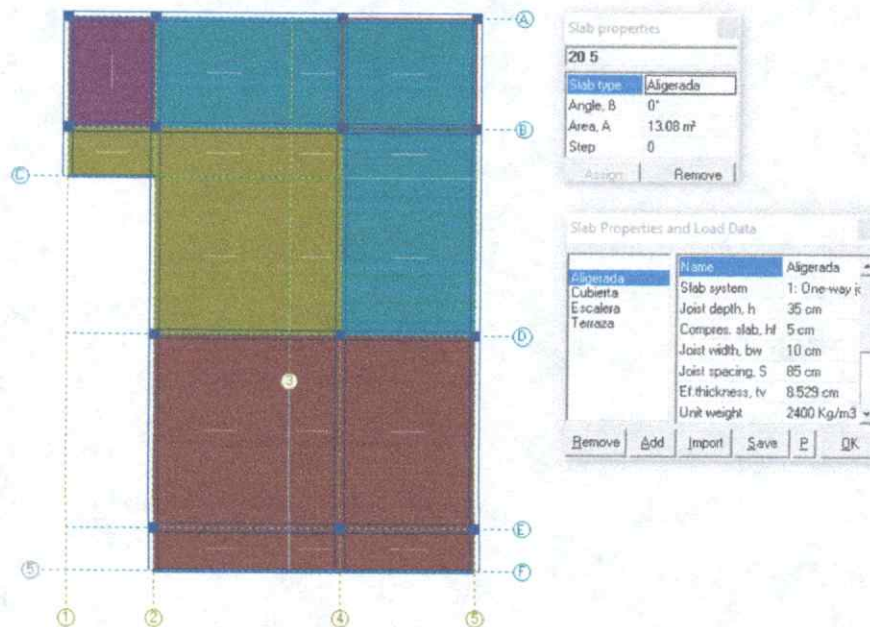 A
B
C
D
3
E
5
F
1
2
4
5
Slab properties
20 5
Slab type Aligerada
Angle, B 0°
Area, A 13.08 m²
Step 0
Assign Remove
Slab Properties and Load Data
Aligerada
Cubierta
Escalera
Terraza
Name Aligerada
Slab system 1: One-way jo
Joist depth, h 35 cm
Compres. slab, hf 5 cm
Joist width, bw 10 cm
Joist spacing, S 85 cm
Ef.thickness, tv 8.529 cm
Unit weight 2400 Kg/m3
Remove Add Import Save P OK